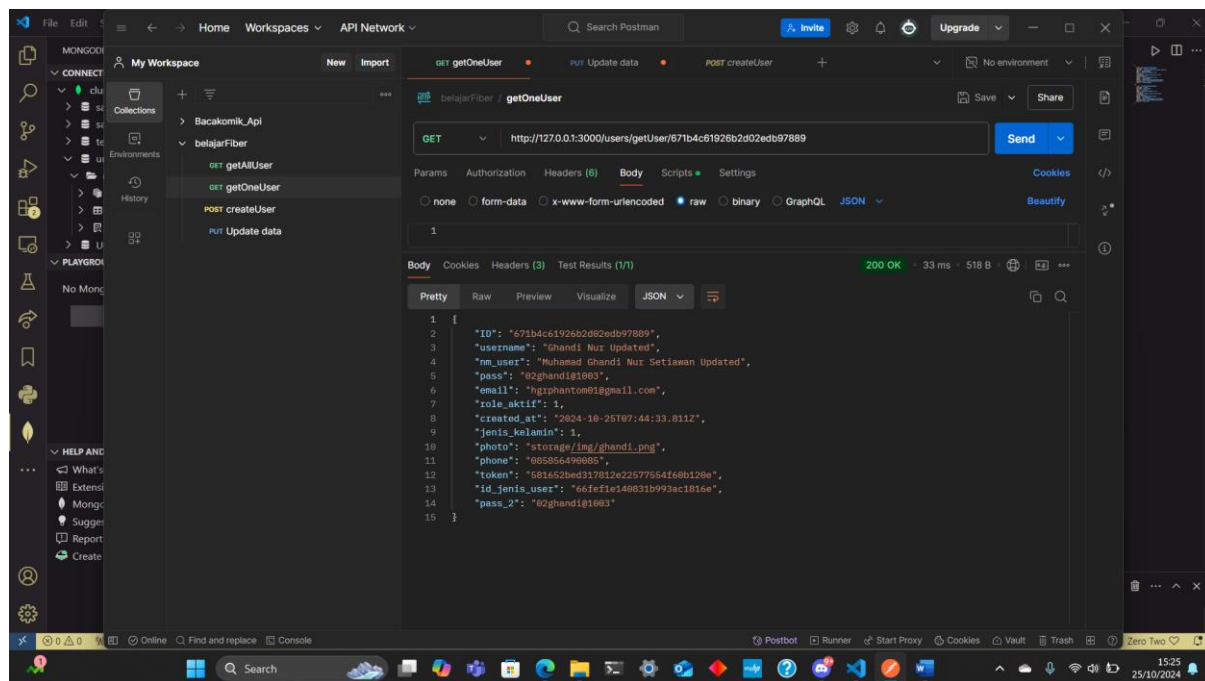 File Edit
Home Workspaces API Network
Search Postman
Invite
Upgrade
MONGODB
My Workspace New Import
GET getOneUser PUT Update data POST createUser
No environment
CONNECT
Collections
Bacakomik_Api
HTTP belajarFiber / getOneUser
Save Share
belajarFiber
Environments
GET getAllUser
GET http://127.0.0.1:3000/users/getUser/671b4c61926b2d02edb97889 Send
GET getOneUser
Params Authorization Headers (6) Body Scripts Settings Cookies
History
POST createUser
none form-data x-www-form-urlencoded raw binary GraphQL JSON Beautify
PUT Update data
1
PLAYGROU
Body Cookies Headers (3) Test Results (1/1) 200 OK 33 ms 518 B
No Mong
Pretty Raw Preview Visualize JSON
1 {
2 "ID": "671b4c61926b2d02edb97889",
3 "username": "Ghandi Nur Updated",
4 "nm_user": "Muhamad Ghandi Nur Setiawan Updated",
5 "pass": "02ghandi@1003",
6 "email": "hgrphantom01@gmail.com",
7 "role_aktif": 1,
8 "created_at": "2024-10-25T07:44:33.811Z",
9 "jenis_kelamin": 1,
10 "photo": "storage/img/ghandi.png",
11 "phone": "085856490085",
12 "token": "581652bed317812e22577554f60b120e",
13 "id_jenis_user": "66fef1e140831b993ac1816e",
14 "pass_2": "02ghandi@1003"
15 }
HELP AND
What's
Extensi
Mongo
Sugges
Report
Create
0 0 Online Find and replace Console Postbot Runner Start Proxy Cookies Vault Trash Zero Two
Search
15:25
25/10/2024